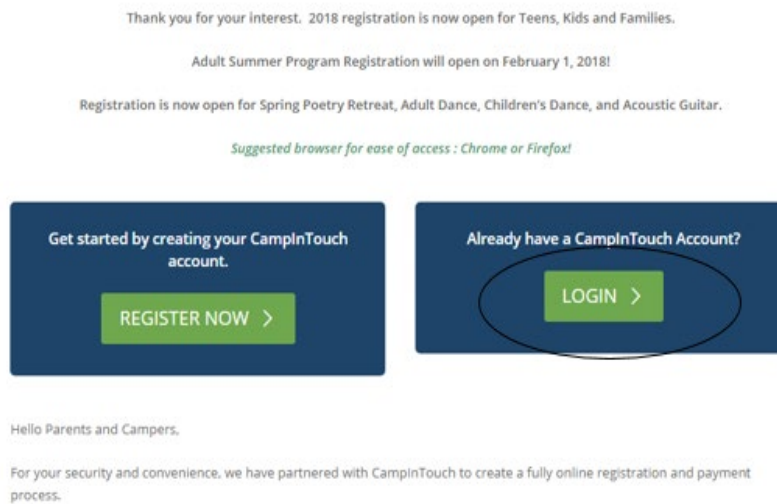 Thank you for your interest. 2018 registration is now open for Teens, Kids and Families.
Adult Summer Program Registration will open on February 1, 2018!
Registration is now open for Spring Poetry Retreat, Adult Dance, Children's Dance, and Acoustic Guitar.
Suggested browser for ease of access : Chrome or Firefox!
Get started by creating your CampInTouch
account.
REGISTER NOW >
Already have a CampInTouch Account?
LOGIN >
Hello Parents and Campers,
For your security and convenience, we have partnered with CampInTouch to create a fully online registration and payment
process.